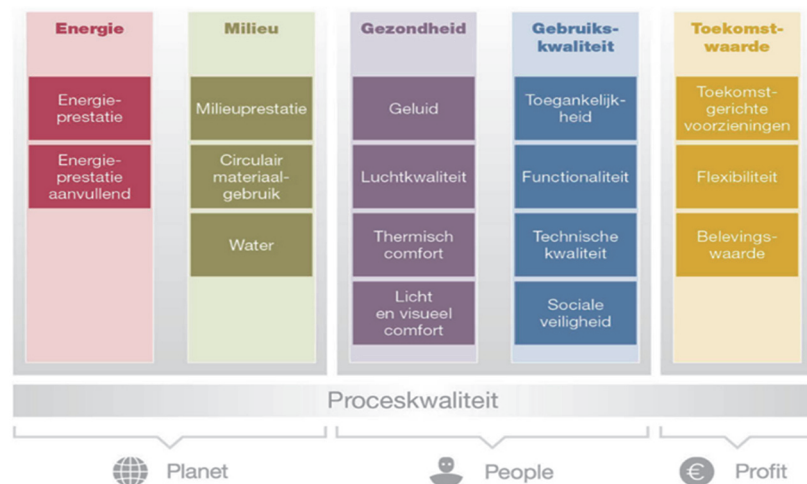 Energie
Energie-
prestatie
Energie-
prestatie
aanvullend
Milieu
Milieuprestatie
Circulair
materiaal-
gebruik
Water
Gezondheid
Geluid
Luchtkwaliteit
Thermisch
comfort
Licht
en visueel
comfort
Gebruiks-
kwaliteit
Toegankelijk-
heid
Functionaliteit
Technische
kwaliteit
Sociale
veiligheid
Toekomst-
waarde
Toekomst-
gerichte
voorzieningen
Flexibiliteit
Belevings-
waarde
Proceskwaliteit
Planet
People
€ Profit